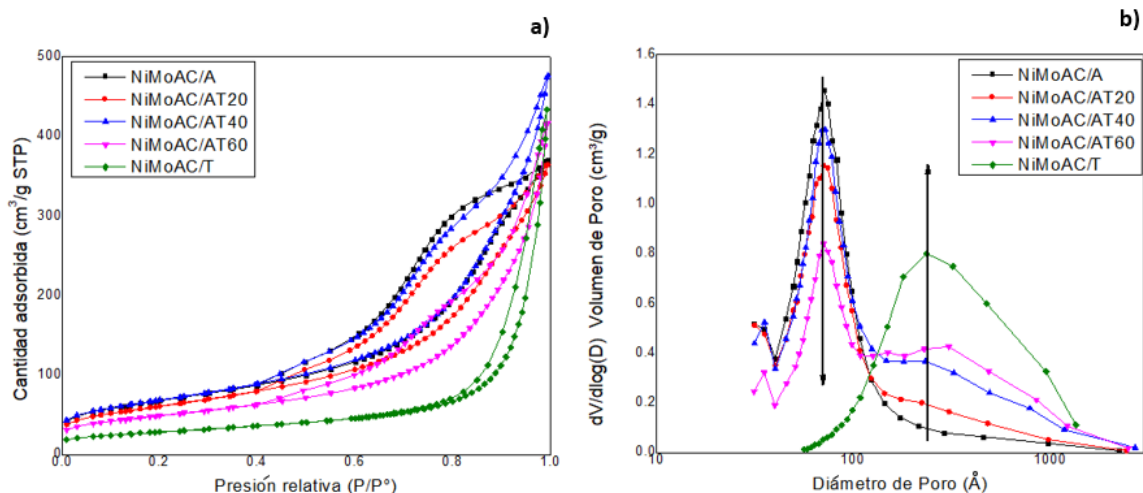 a)
500
400
300
200
100
0
NiMoAC/A
NiMoAC/AT20
NiMoAC/AT40
NiMoAC/AT60
NiMoAC/T
Cantidad adsorbida (cm³/g STP)
0.0 0.2 0.4 0.6 0.8 1.0
Presión relativa (P/P°)
b)
1.6
1.4
1.2
1.0
0.8
0.6
0.4
0.2
0.0
NiMoAC/A
NiMoAC/AT20
NiMoAC/AT40
NiMoAC/AT60
NiMoAC/T
dV/dlog(D) Volumen de Poro (cm³/g)
10 100 1000
Diámetro de Poro (Å)